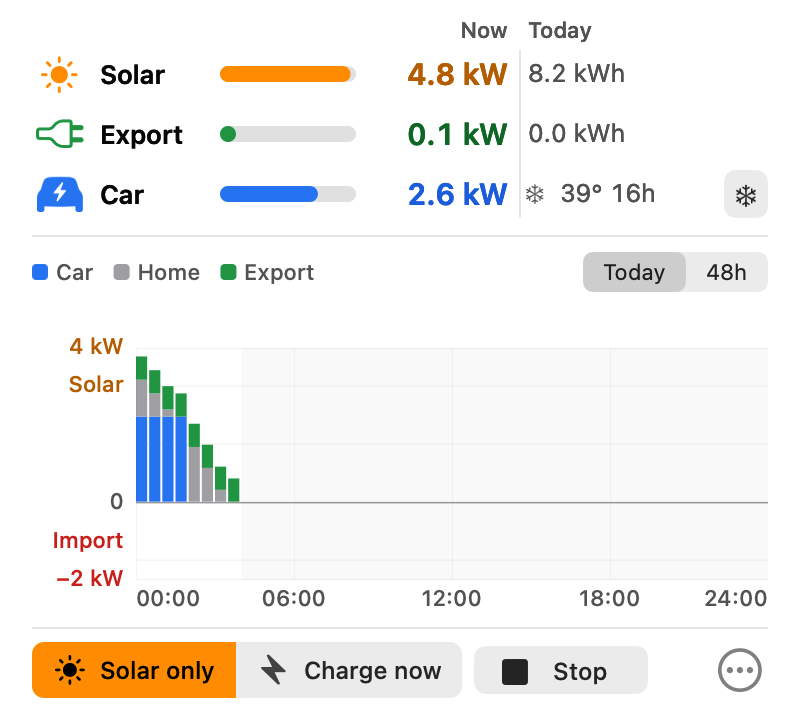 Now Today
Solar 4.8 kW 8.2 kWh
Export 0.1 kW 0.0 kWh
Car 2.6 kW 39° 16h
Car Home Export Today 48h
4 kW
Solar
0
Import
−2 kW
00:00 06:00 12:00 18:00 24:00
Solar only Charge now Stop